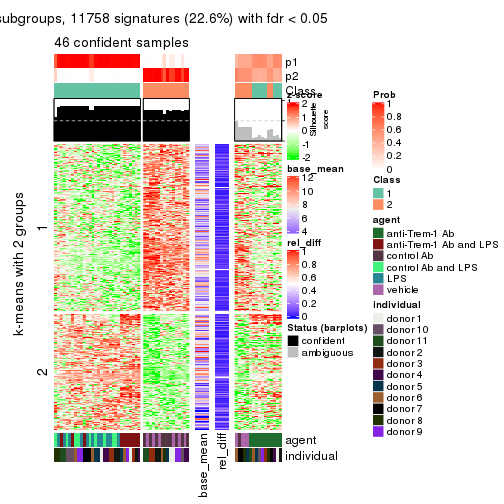 subgroups, 11758 signatures (22.6%) with fdr < 0.05
46 confident samples
p1
p2
Class
Silhouette
score
1
k-means with 2 groups
1
2
z-score
2
1
0
-1
-2
base_mean
12
10
8
6
4
rel_diff
1
0.8
0.6
0.4
0.2
0
Status (barplots)
confident
ambiguous
agent
individual
base_mean
rel_diff
Prob
1
0.8
0.6
0.4
0.2
0
Class
1
2
agent
anti-Trem-1 Ab
anti-Trem-1 Ab and LPS
control Ab
control Ab and LPS
LPS
vehicle
individual
donor 1
donor 10
donor 11
donor 2
donor 3
donor 4
donor 5
donor 6
donor 7
donor 8
donor 9